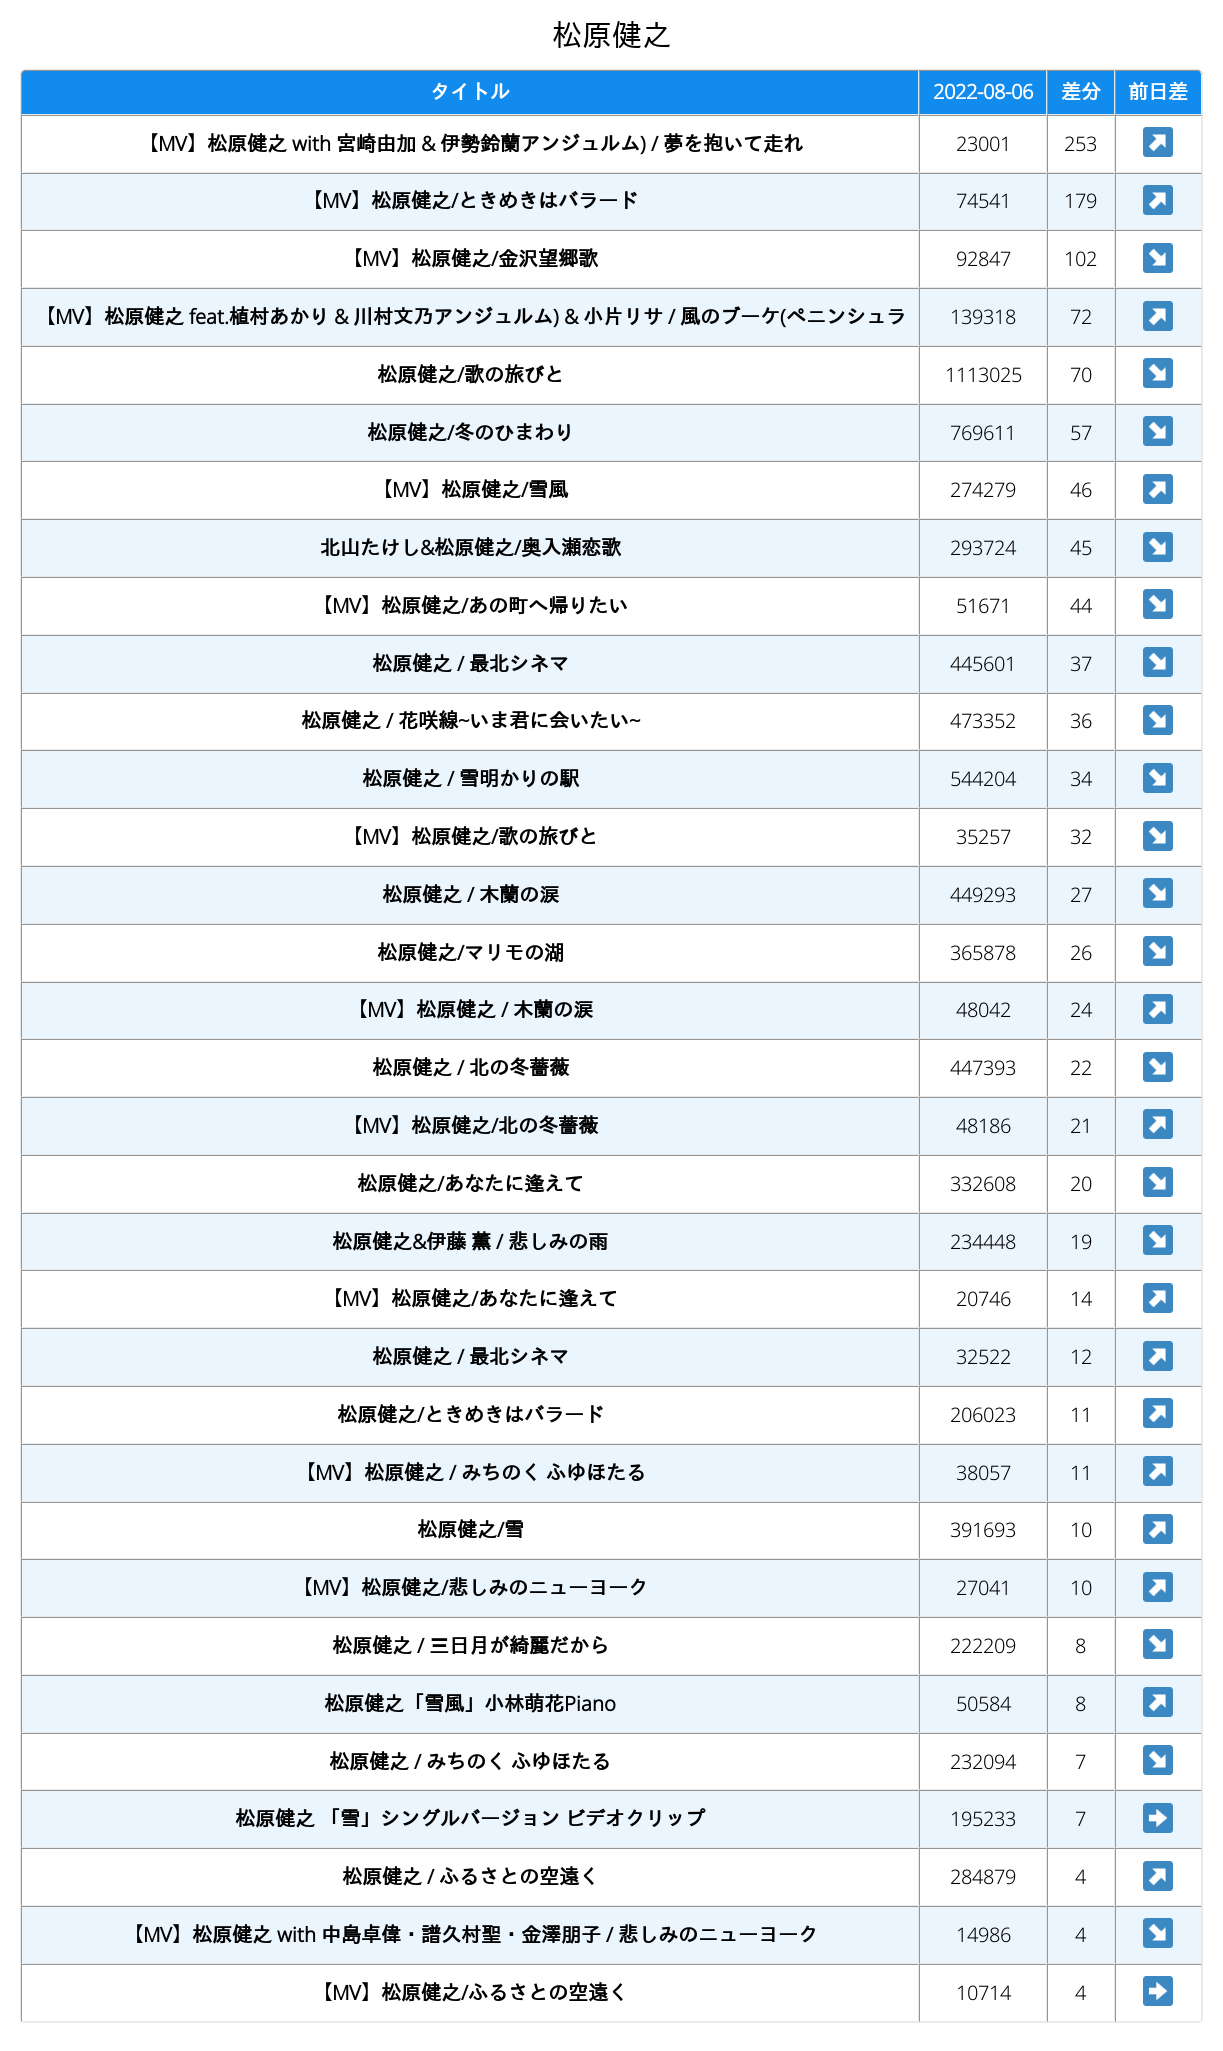 松原健之
タイトル 2022-08-06 差分 前日差
【MV】松原健之 with 宮崎由加 & 伊勢鈴蘭アンジュルム) / 夢を抱いて走れ 23001 253 ↗
【MV】松原健之/ときめきはバラード 74541 179 ↗
【MV】松原健之/金沢望郷歌 92847 102 ↘
【MV】松原健之 feat.植村あかり & 川村文乃アンジュルム) & 小片リサ / 風のブーケ(ペニンシュラ 139318 72 ↗
松原健之/歌の旅びと 1113025 70 ↘
松原健之/冬のひまわり 769611 57 ↘
【MV】松原健之/雪風 274279 46 ↗
北山たけし&松原健之/奥入瀬恋歌 293724 45 ↘
【MV】松原健之/あの町へ帰りたい 51671 44 ↘
松原健之 / 最北シネマ 445601 37 ↘
松原健之 / 花咲線~いま君に会いたい~ 473352 36 ↘
松原健之 / 雪明かりの駅 544204 34 ↘
【MV】松原健之/歌の旅びと 35257 32 ↘
松原健之 / 木蘭の涙 449293 27 ↘
松原健之/マリモの湖 365878 26 ↘
【MV】松原健之 / 木蘭の涙 48042 24 ↗
松原健之 / 北の冬薔薇 447393 22 ↘
【MV】松原健之/北の冬薔薇 48186 21 ↗
松原健之/あなたに逢えて 332608 20 ↘
松原健之&伊藤 薫 / 悲しみの雨 234448 19 ↘
【MV】松原健之/あなたに逢えて 20746 14 ↗
松原健之 / 最北シネマ 32522 12 ↗
松原健之/ときめきはバラード 206023 11 ↗
【MV】松原健之 / みちのく ふゆほたる 38057 11 ↗
松原健之/雪 391693 10 ↗
【MV】松原健之/悲しみのニューヨーク 27041 10 ↗
松原健之 / 三日月が綺麗だから 222209 8 ↘
松原健之「雪風」小林萌花Piano 50584 8 ↗
松原健之 / みちのく ふゆほたる 232094 7 ↘
松原健之 「雪」シングルバージョン ビデオクリップ 195233 7 ➡
松原健之 / ふるさとの空遠く 284879 4 ↗
【MV】松原健之 with 中島卓偉・譜久村聖・金澤朋子 / 悲しみのニューヨーク 14986 4 ↘
【MV】松原健之/ふるさとの空遠く 10714 4 ➡